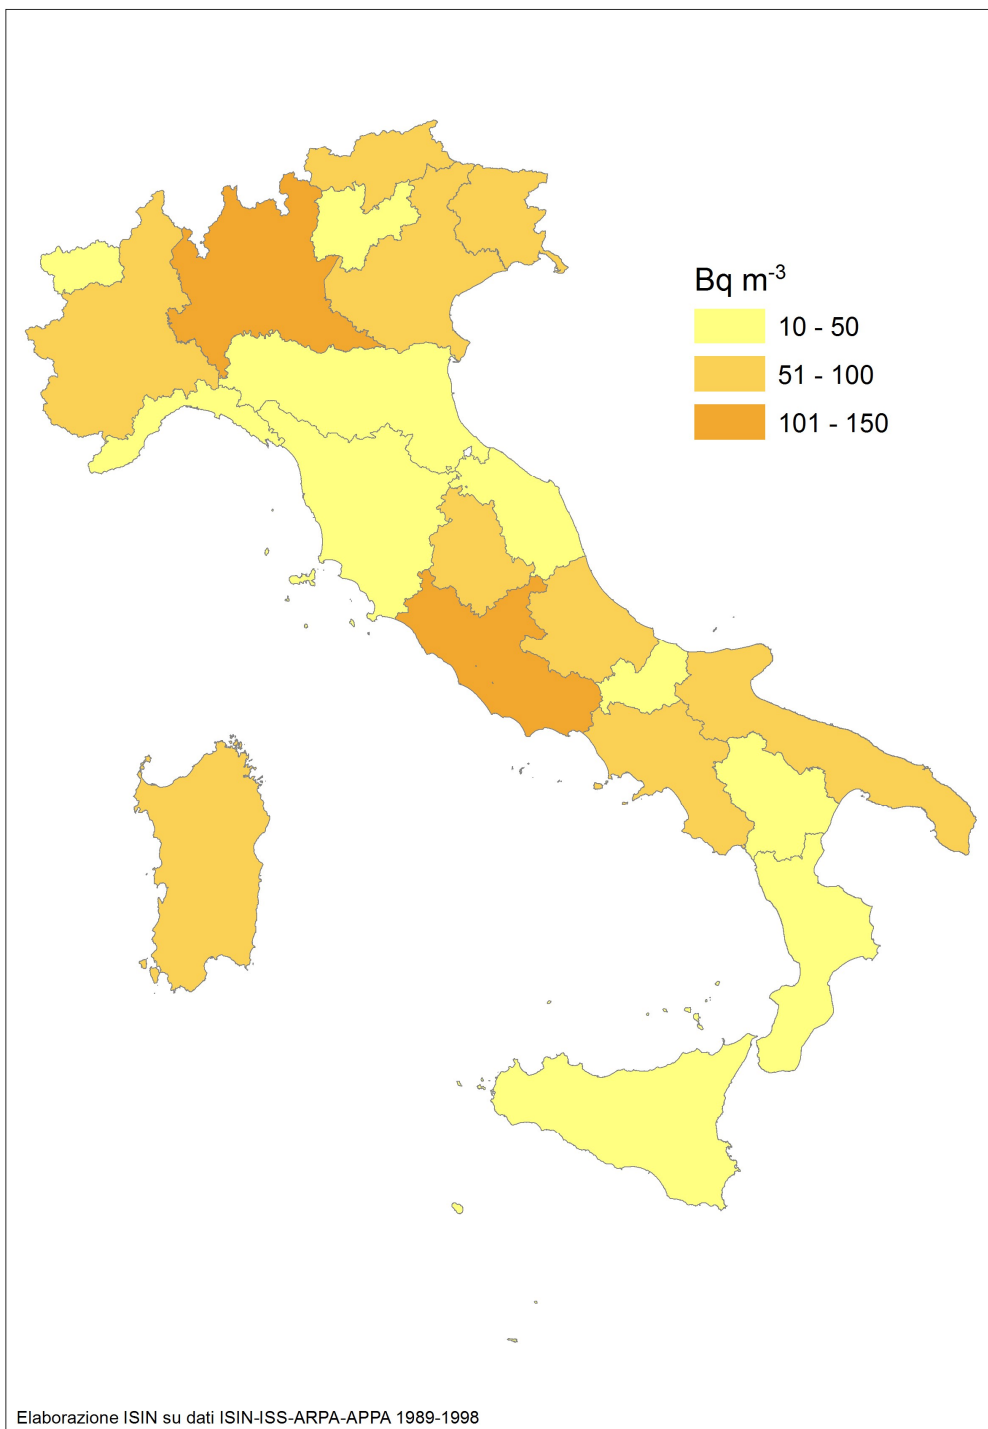 Bq m-3
10 - 50
51 - 100
101 - 150
Elaborazione ISIN su dati ISIN-ISS-ARPA-APPA 1989-1998